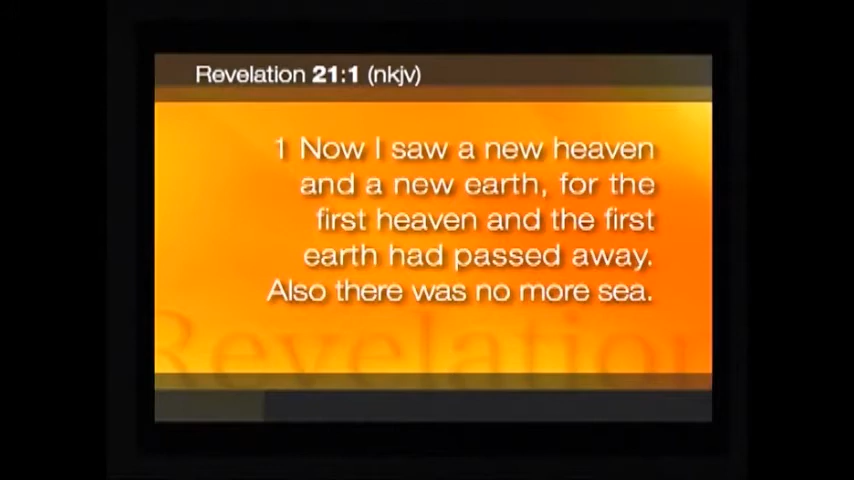 Revelation 21:1 (nkjv)
1 Now I saw a new heaven
and a new earth, for the
first heaven and the first
earth had passed away.
Also there was no more sea.
Revelation